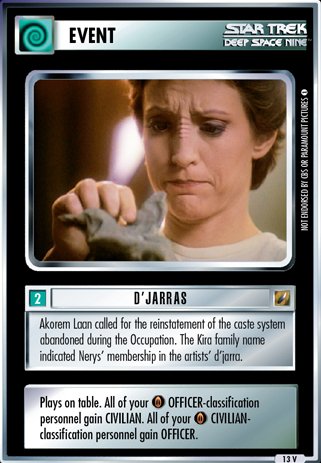 EVENT
STAR TREK
DEEP SPACE NINE
NOT ENDORSED BY CBS OR PARAMOUNT PICTURES
2
D'JARRAS
Akorem Laan called for the reinstatement of the caste system
abandoned during the Occupation. The Kira family name
indicated Nerys' membership in the artists' d'jarra.
Plays on table. All of your OFFICER-classification
personnel gain CIVILIAN. All of your CIVILIAN-
classification personnel gain OFFICER.
13 V